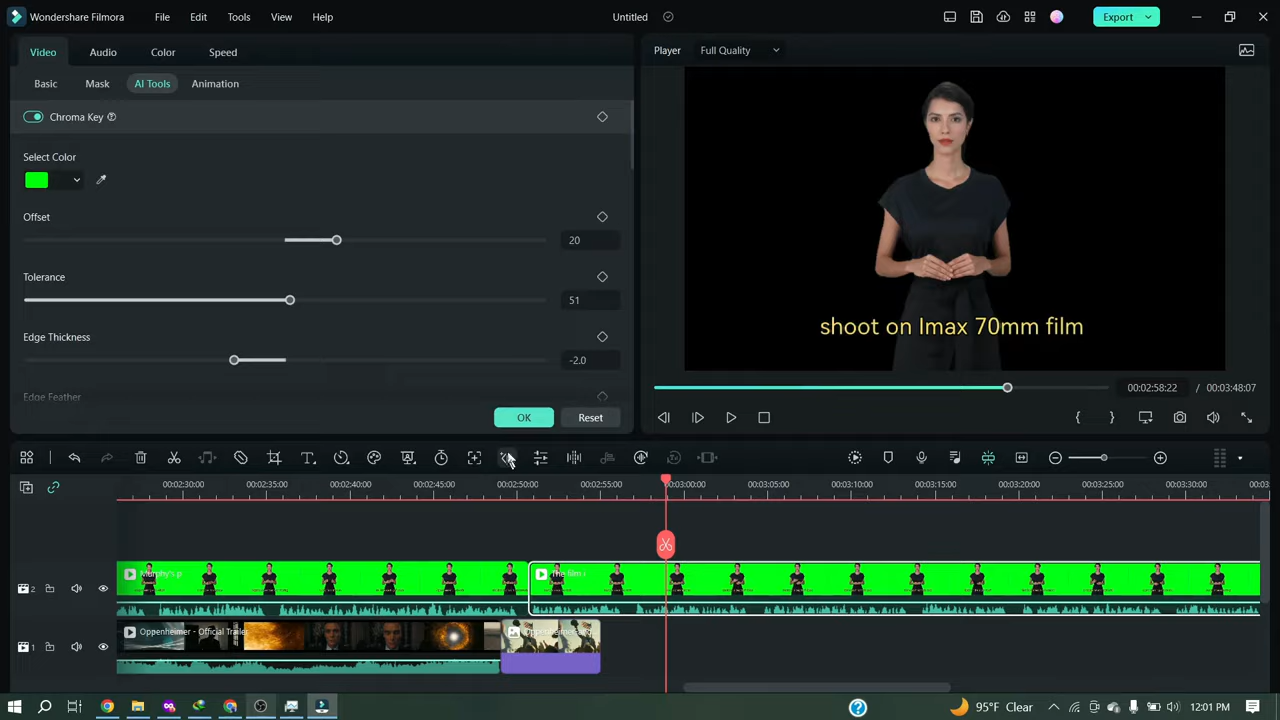 Wondershare Filmora File Edit Tools View Help Untitled Export
Video Audio Color Speed
Player Full Quality
Basic Mask AI Tools Animation
Chroma Key
Select Color
Offset
20
Tolerance
51
Edge Thickness
-2.0
Edge Feather
OK Reset
shoot on Imax 70mm film
00:02:58:22 / 00:03:48:07
00:02:30:00 00:02:35:00 00:02:40:00 00:02:45:00 00:02:50:00 00:02:55:00 00:03:00:00 00:03:05:00 00:03:10:00 00:03:15:00 00:03:20:00 00:03:25:00 00:03:30:00
2
Murphy's p
The film i
1
Oppenheimer - Official Trailer
95°F Clear 12:01 PM